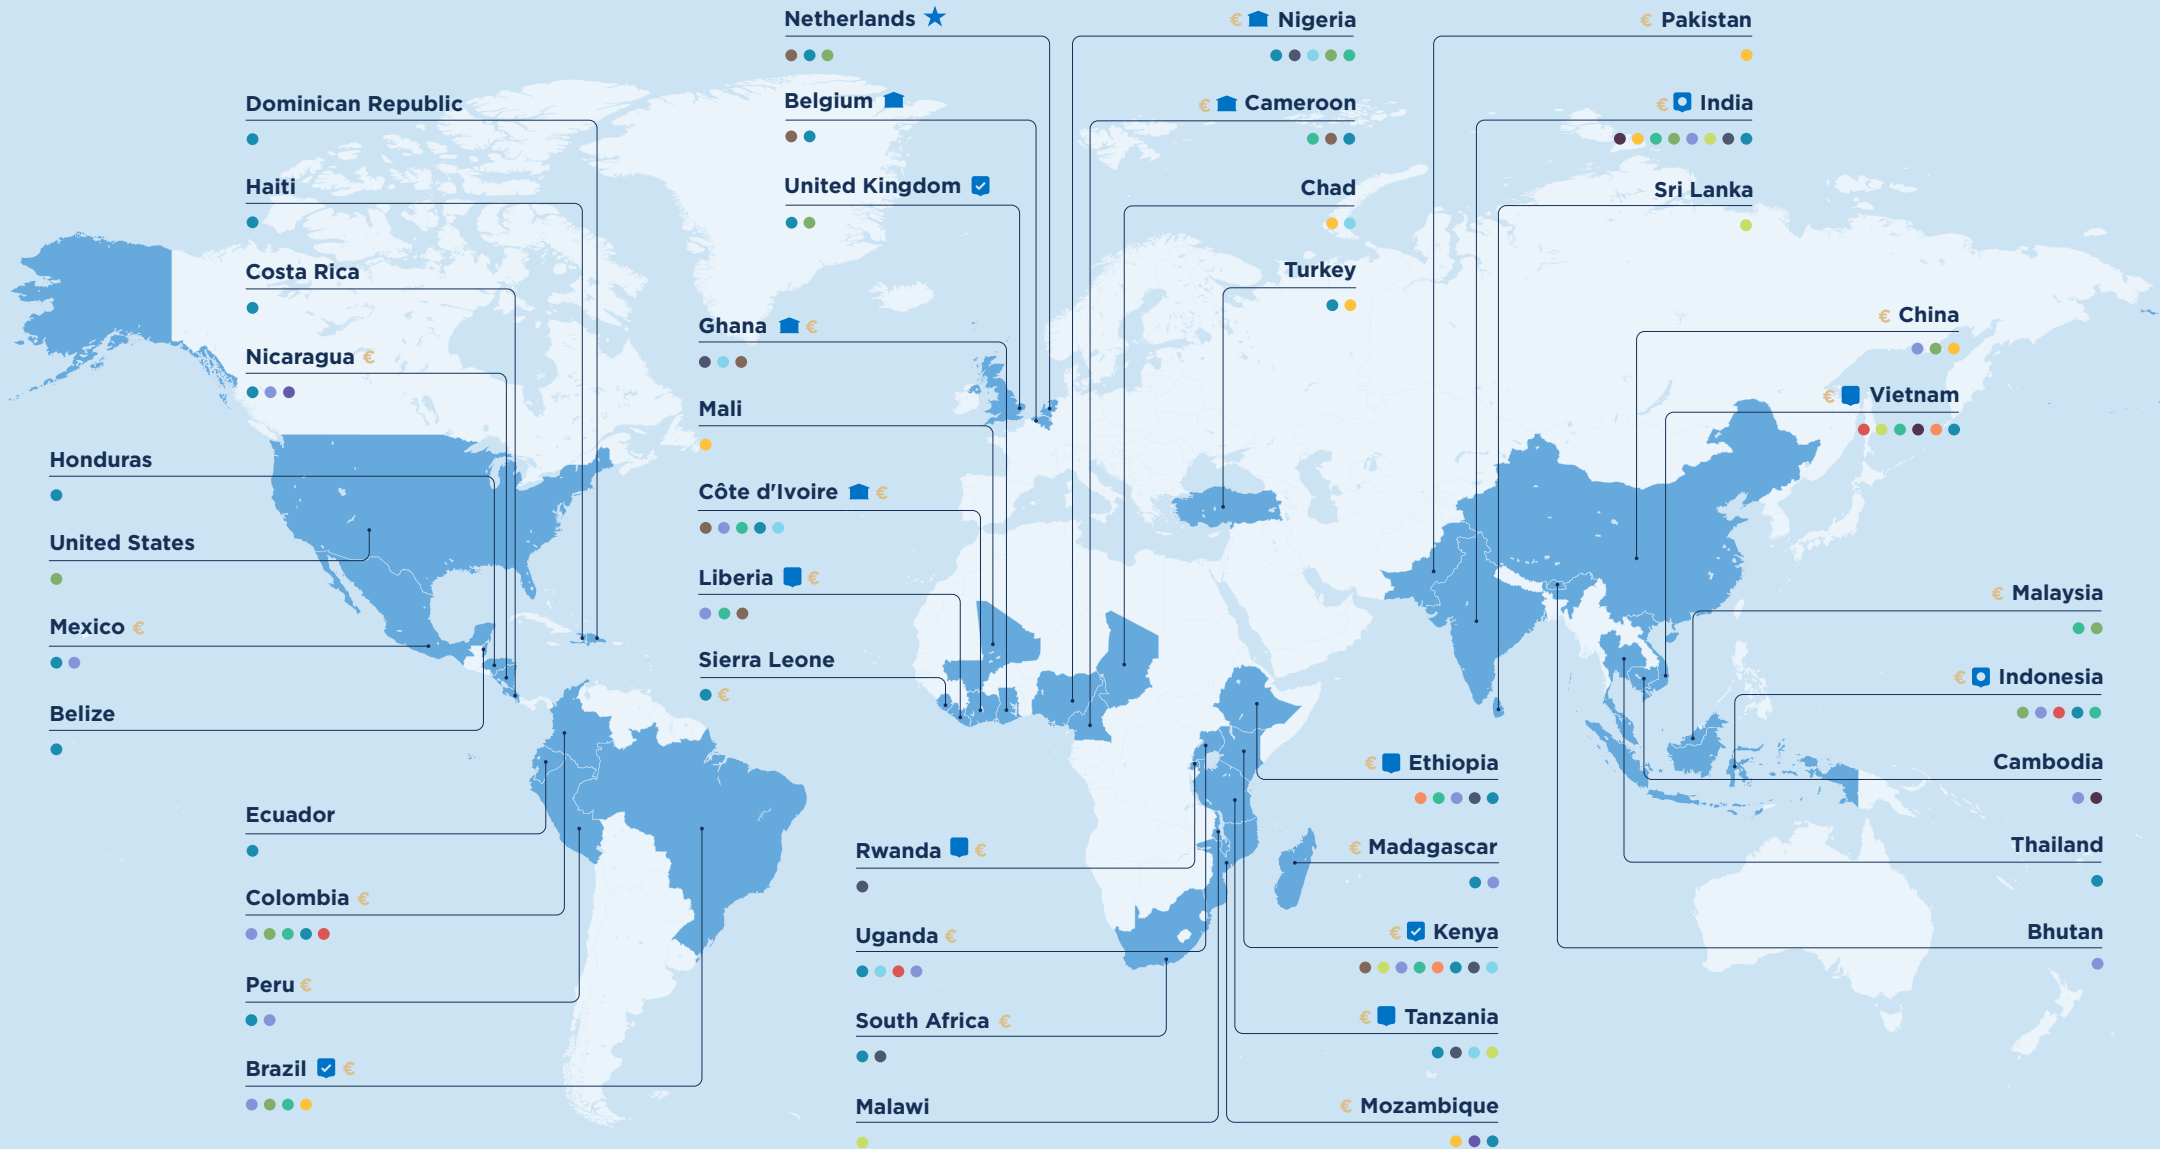 Netherlands
Belgium
United Kingdom
€ Nigeria
€ Cameroon
Chad
Turkey
€ Pakistan
€ India
Sri Lanka
€ China
€ Vietnam
Dominican Republic
Haiti
Costa Rica
Nicaragua €
Honduras
United States
Mexico €
Belize
Ghana €
Mali
Côte d'Ivoire €
Liberia €
Sierra Leone
€
€ Malaysia
€ Indonesia
Cambodia
Thailand
Bhutan
Ecuador
Colombia €
Peru €
Brazil €
Rwanda €
Uganda €
South Africa €
Malawi
€ Ethiopia
€ Madagascar
€ Kenya
€ Tanzania
€ Mozambique